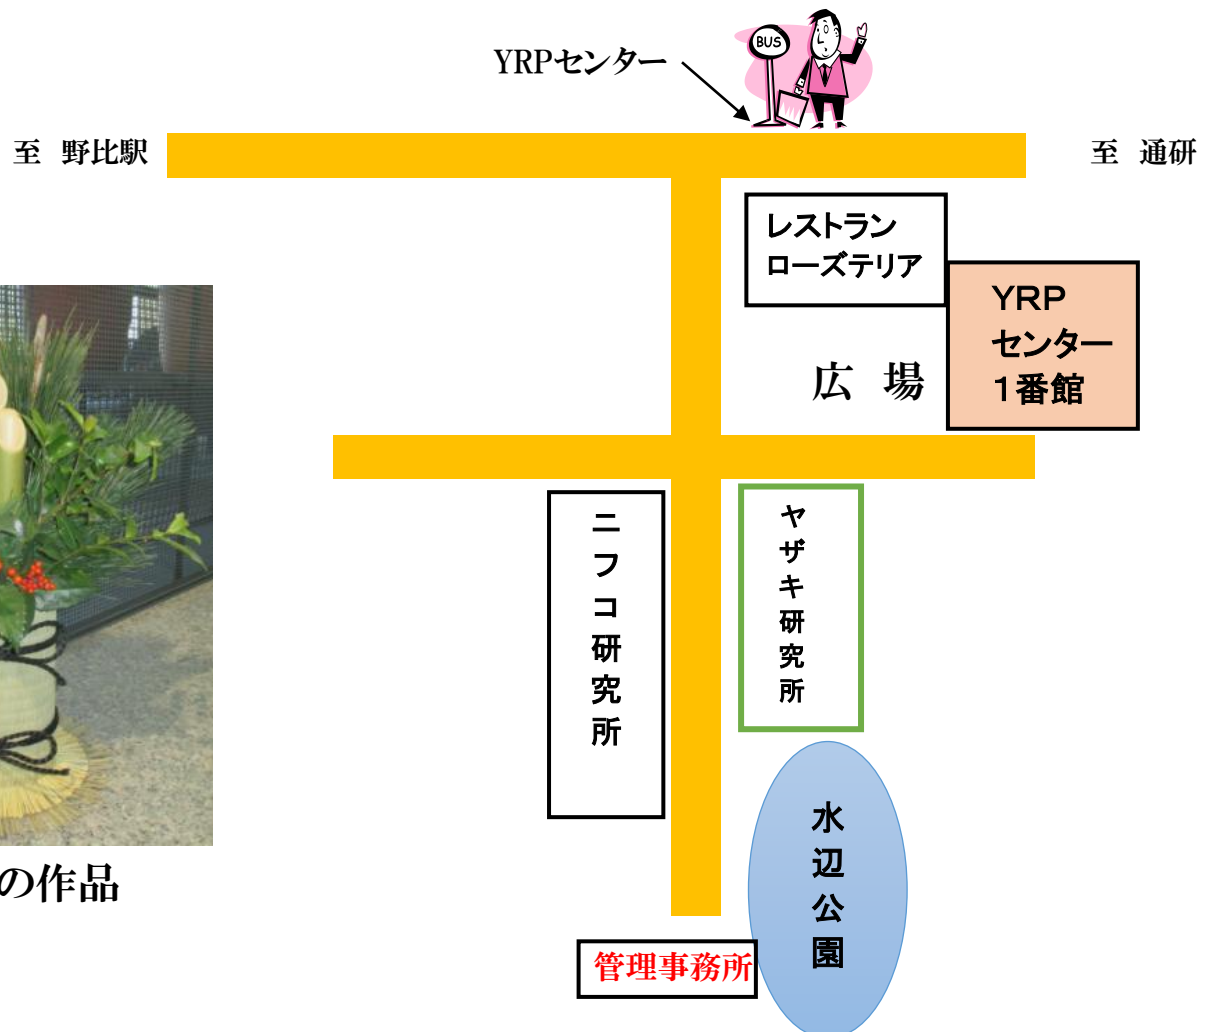 YRPセンター
BUS
至 野比駅
至 通研
レストラン
ローズテリア
YRP
センター
1番館
広 場
ニフコ研究所
ヤザキ研究所
水辺公園
の作品
管理事務所